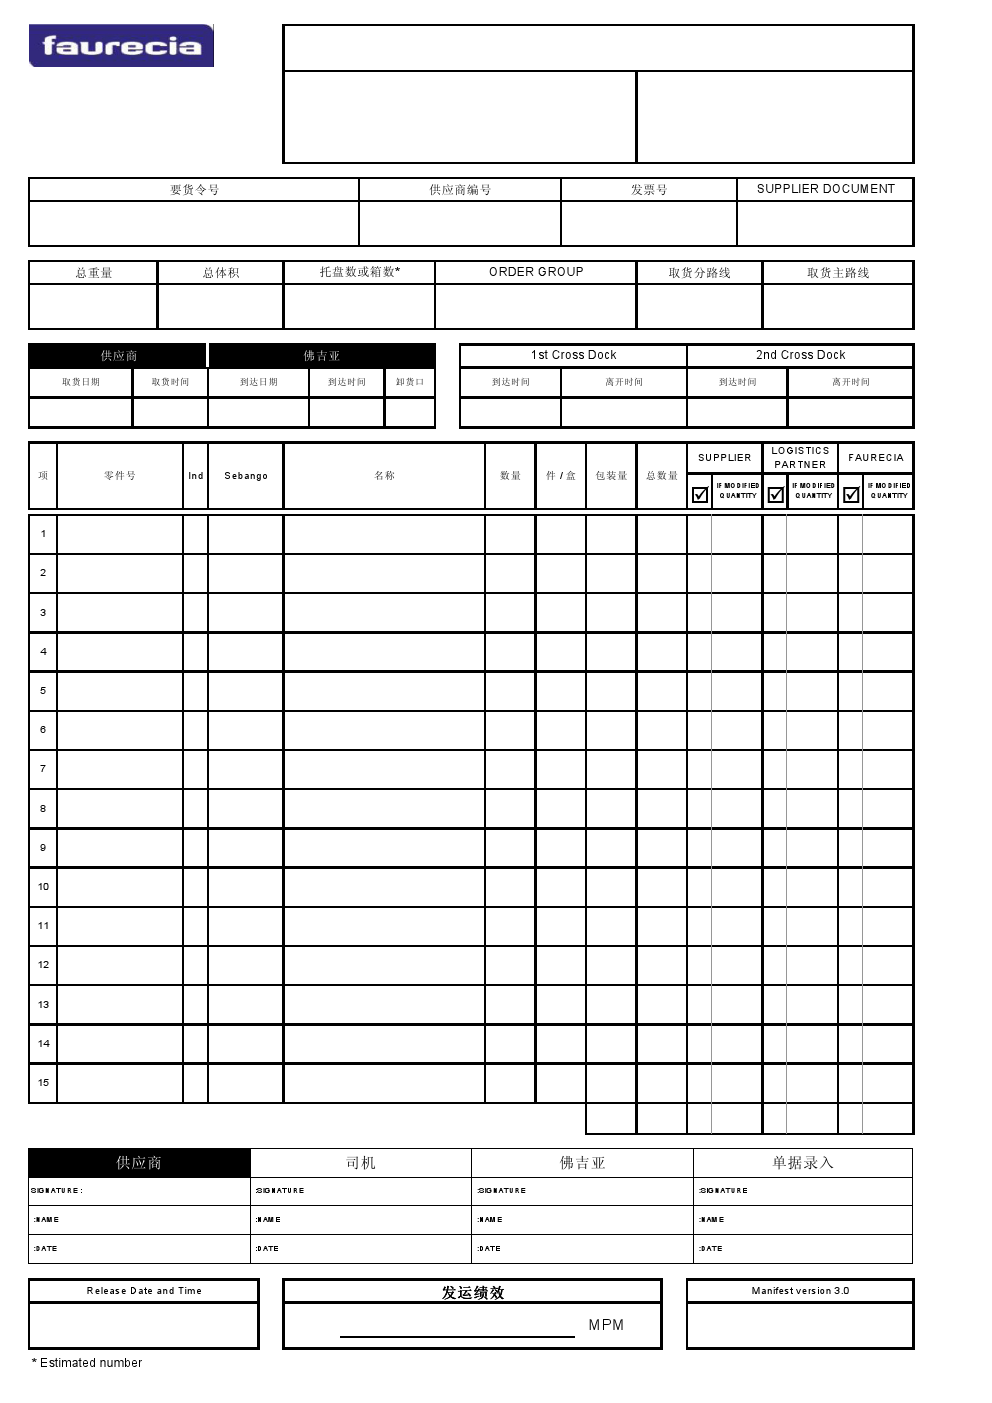 faurecia
要货令号 供应商编号 发票号 SUPPLIER DOCUMENT
总重量 总体积 托盘数或箱数* ORDER GROUP 取货分路线 取货主路线
供应商 佛吉亚 1st Cross Dock 2nd Cross Dock
取货日期 取货时间 到达日期 到达时间 卸货口 到达时间 离开时间 到达时间 离开时间
项 零件号 Ind Sebango 名称 数量 件 / 盒 包装量 总数量 SUPPLIER LOGISTICS PARTNER FAURECIA
IF MODIFIED QUANTITY IF MODIFIED QUANTITY IF MODIFIED QUANTITY
1
2
3
4
5
6
7
8
9
10
11
12
13
14
15
供应商 司机 佛吉亚 单据录入
SIGNATURE : :SIGNATURE :SIGNATURE :SIGNATURE
:NAME :NAME :NAME :NAME
:DATE :DATE :DATE :DATE
Release Date and Time 发运绩效 Manifest version 3.0
MPM
* Estimated number